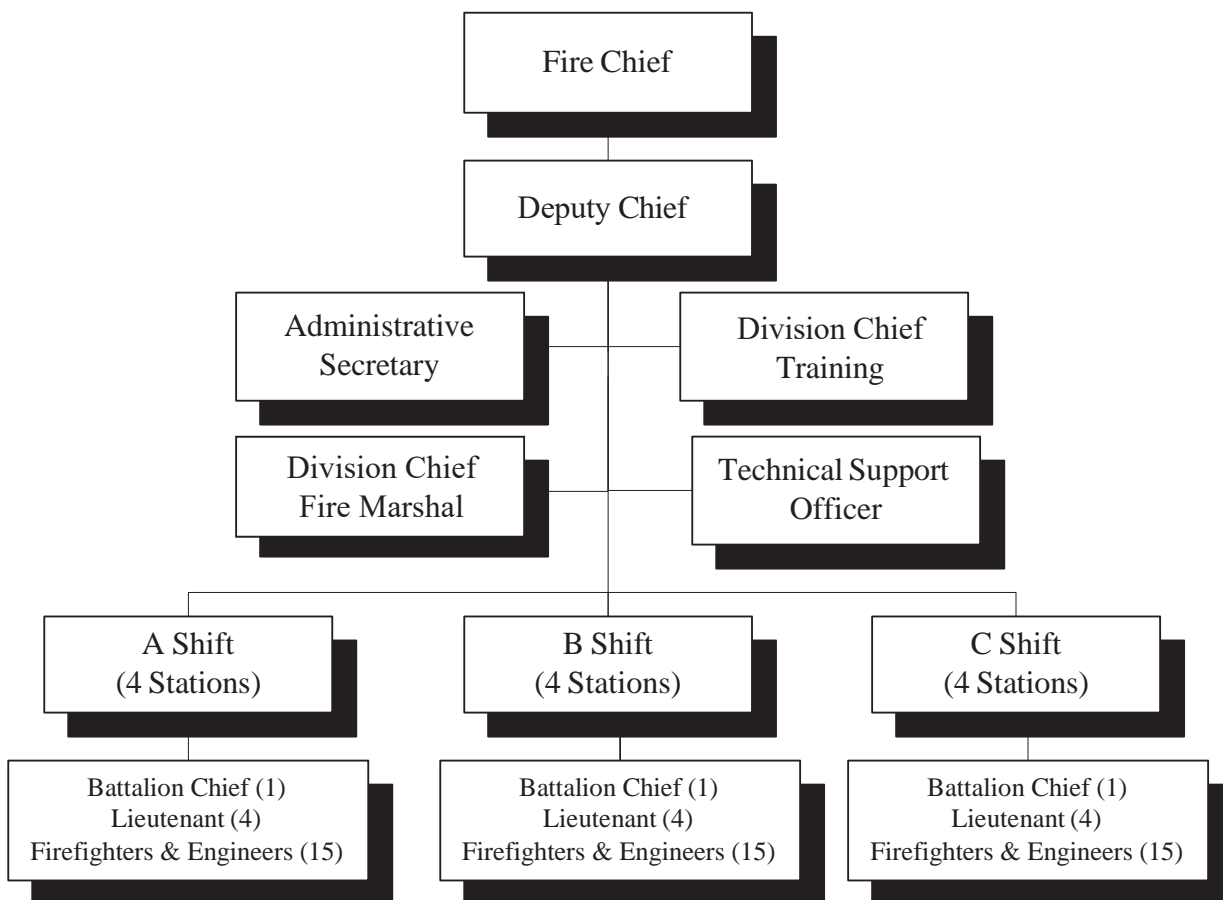 Fire Chief
Deputy Chief
Administrative
Secretary
Division Chief
Training
Division Chief
Fire Marshal
Technical Support
Officer
A Shift
(4 Stations)
B Shift
(4 Stations)
C Shift
(4 Stations)
Battalion Chief (1)
Lieutenant (4)
Firefighters & Engineers (15)
Battalion Chief (1)
Lieutenant (4)
Firefighters & Engineers (15)
Battalion Chief (1)
Lieutenant (4)
Firefighters & Engineers (15)